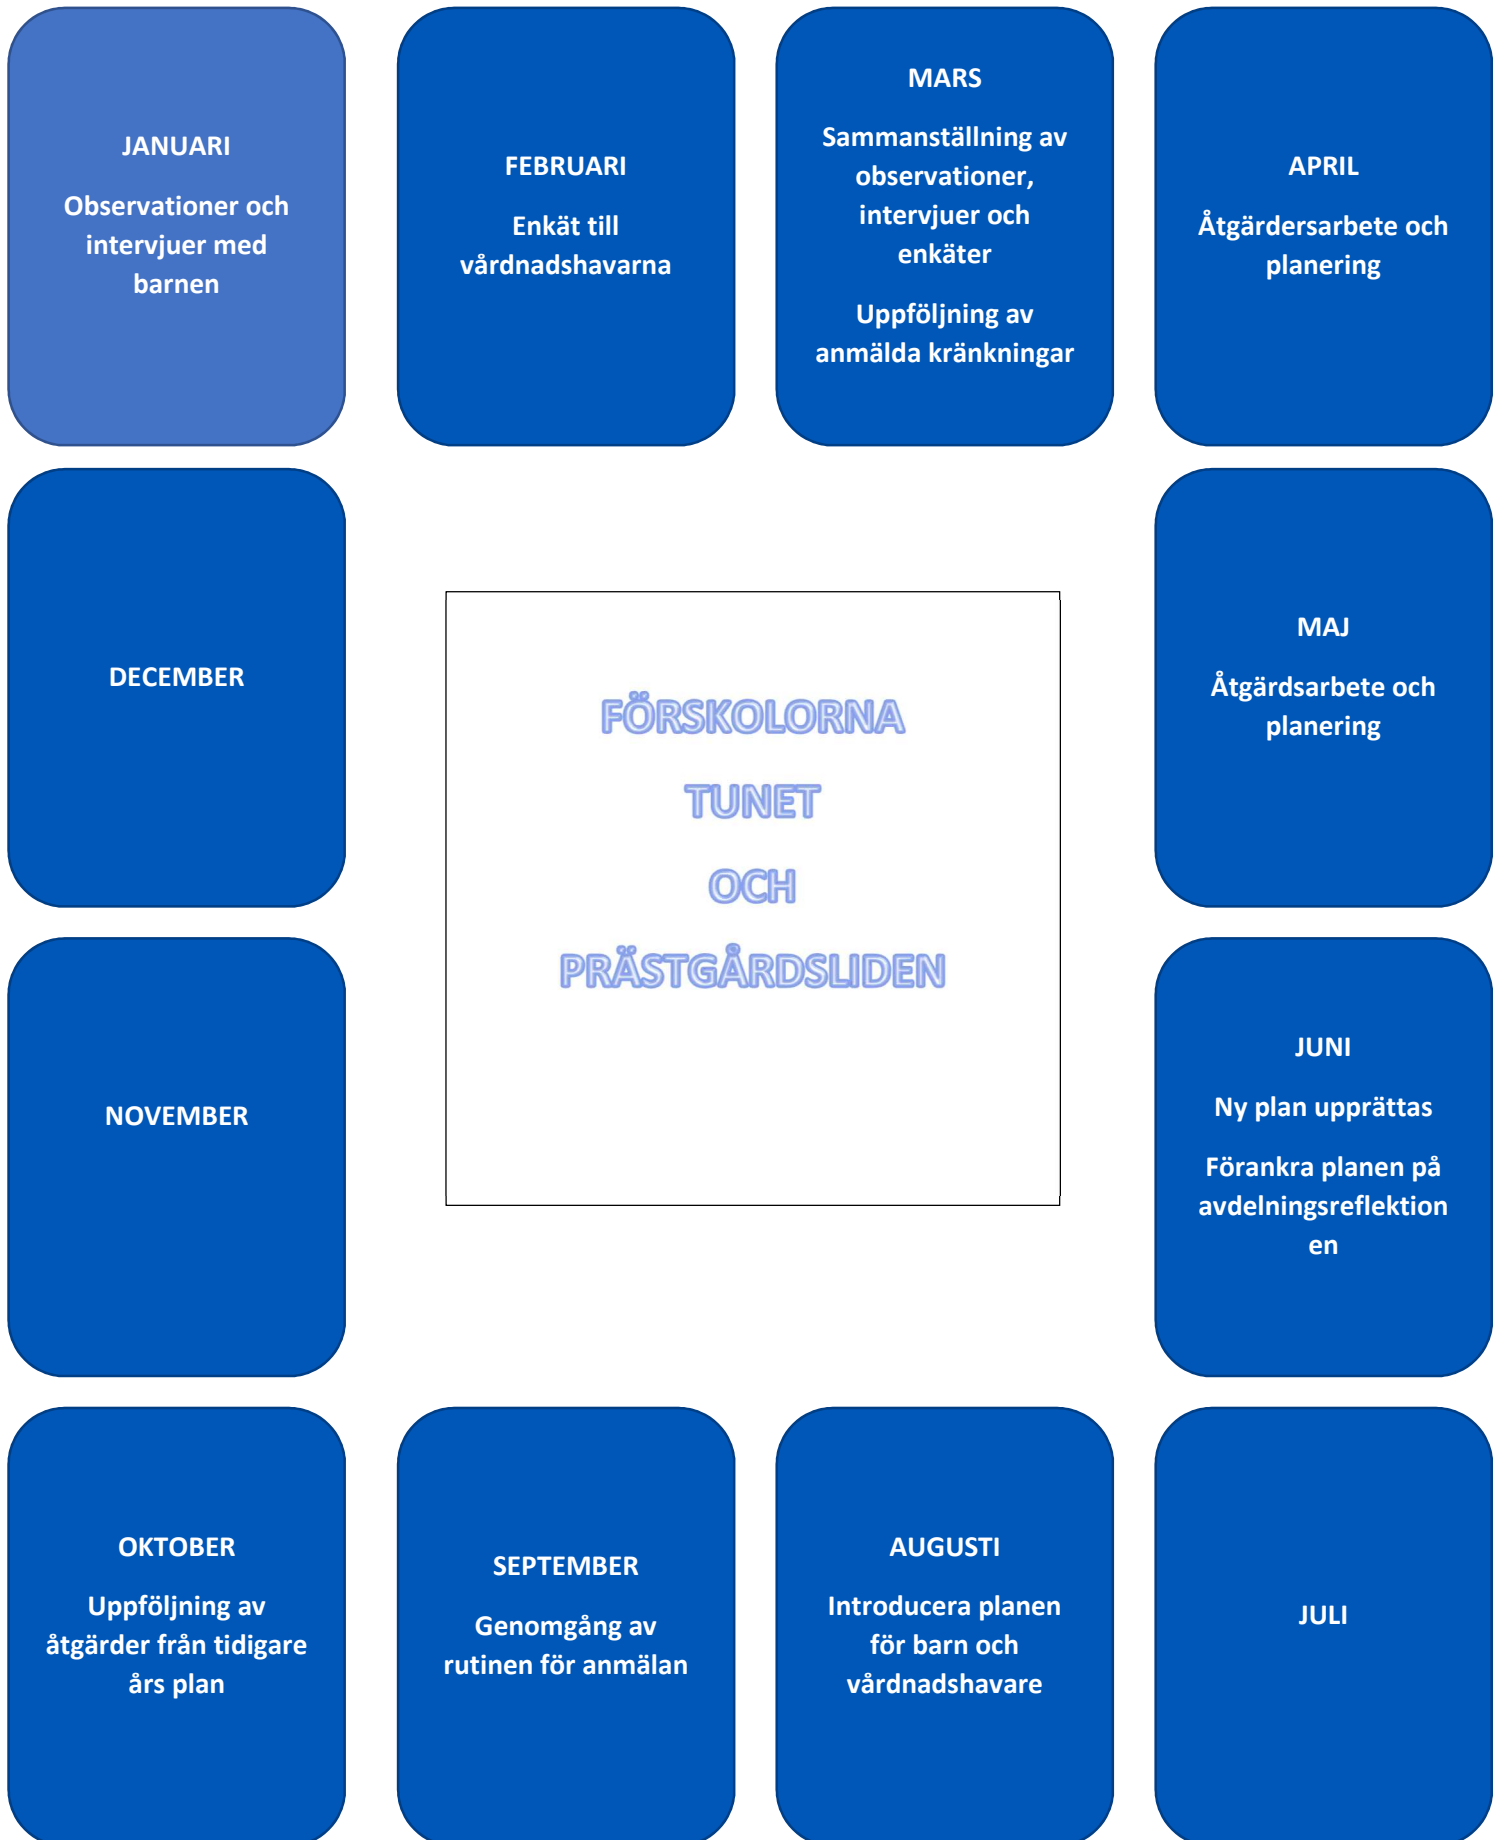 JANUARI
Observationer och
intervjuer med
barnen
FEBRUARI
Enkät till
vårdnadshavarna
MARS
Sammanställning av
observationer,
intervjuer och
enkäter
Uppföljning av
anmälda kränkningar
APRIL
Åtgärdersarbete och
planering
DECEMBER
FÖRSKOLORNA
TUNET
OCH
PRÄSTGÅRDSLIDEN
MAJ
Åtgärdsarbete och
planering
NOVEMBER
JUNI
Ny plan upprättas
Förankra planen på
avdelningsreflektion
en
OKTOBER
Uppföljning av
åtgärder från tidigare
års plan
SEPTEMBER
Genomgång av
rutinen för anmälan
AUGUSTI
Introducera planen
för barn och
vårdnadshavare
JULI